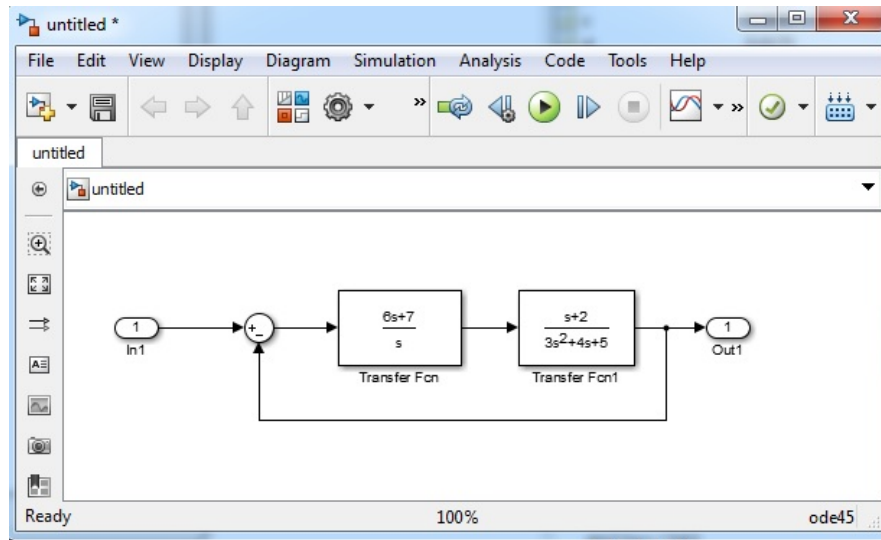 untitled *
File Edit View Display Diagram Simulation Analysis Code Tools Help
» »
untitled
untitled
1
In1
+_
6s+7
s
Transfer Fcn
s+2
3s²+4s+5
Transfer Fcn1
1
Out1
Ready 100% ode45